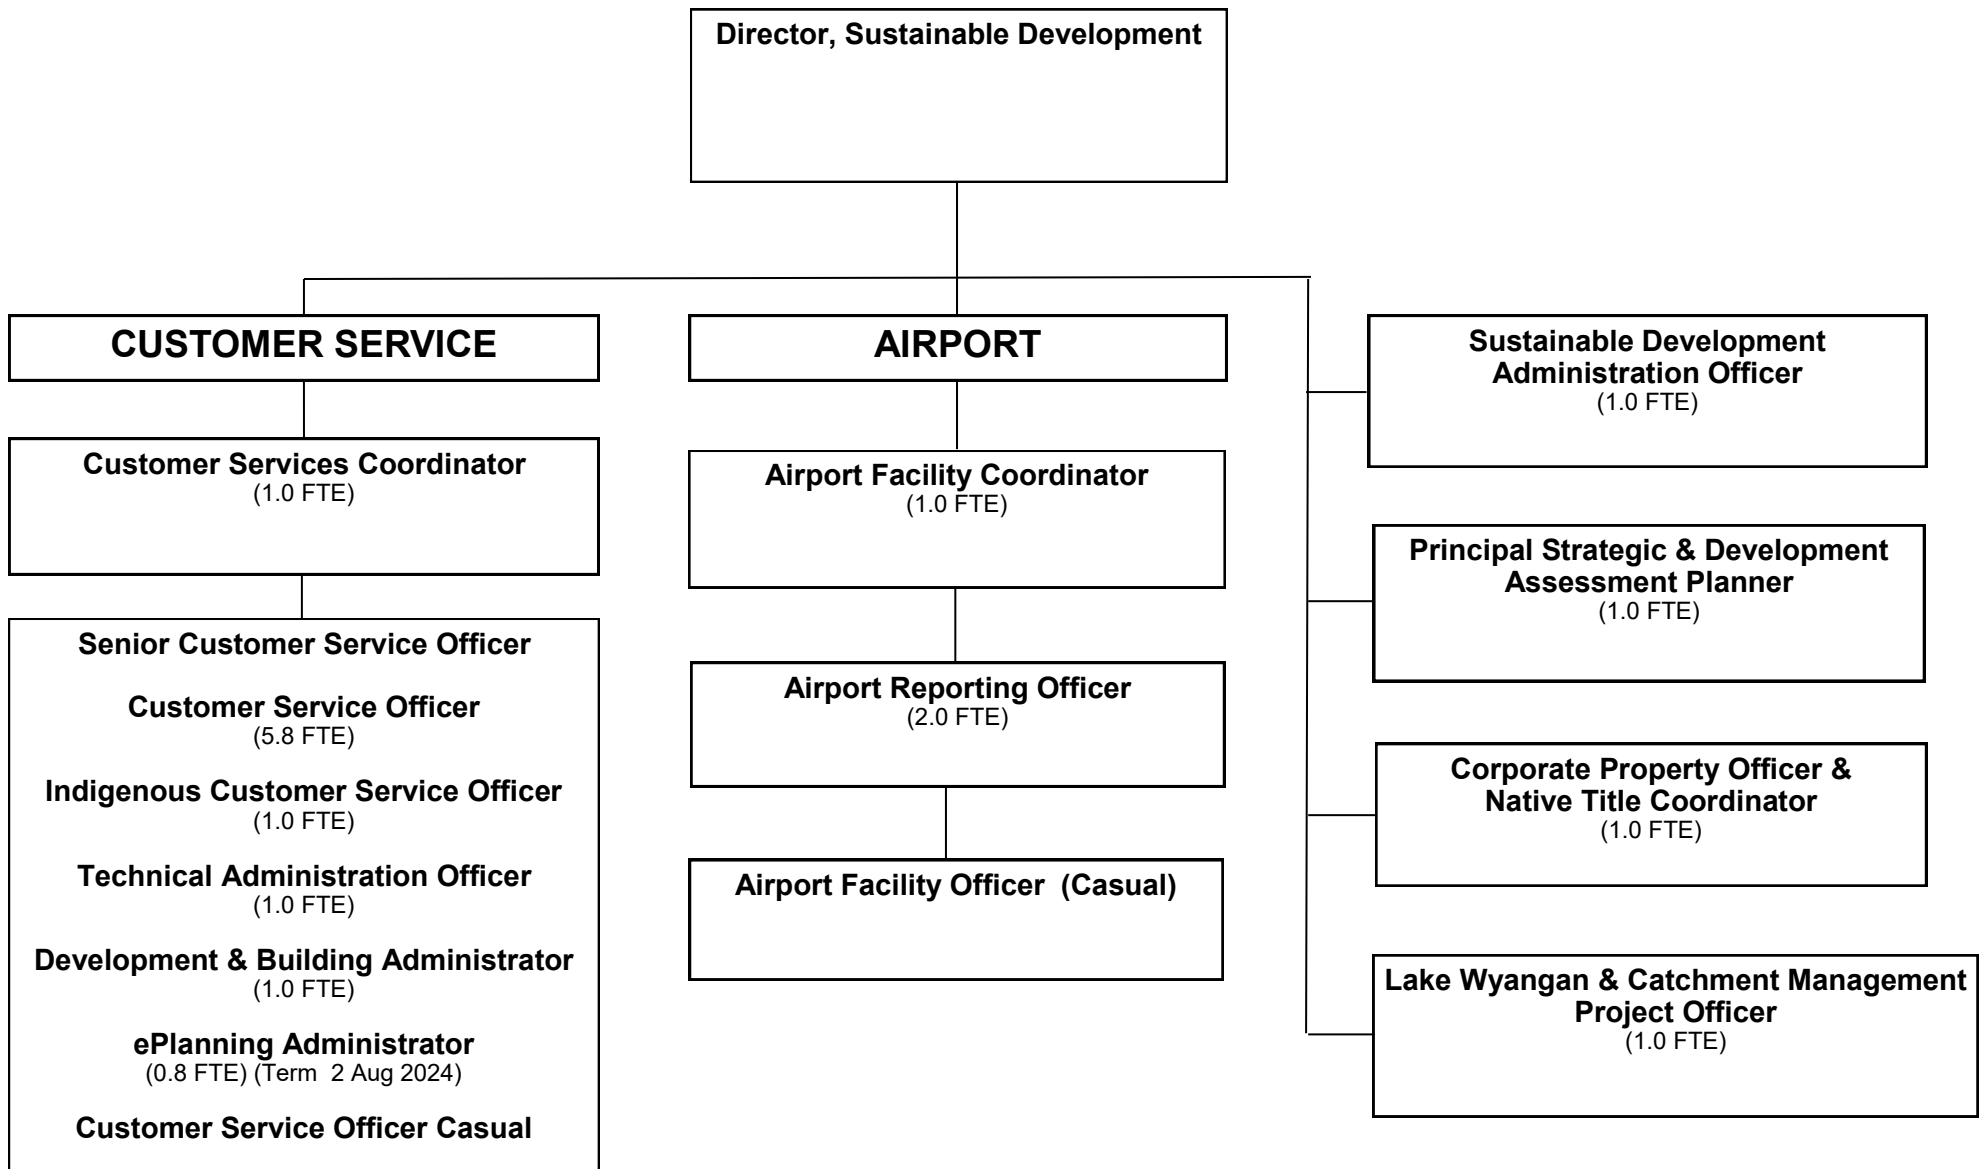 Director, Sustainable Development
CUSTOMER SERVICE
Customer Services Coordinator
(1.0 FTE)
Senior Customer Service Officer
Customer Service Officer
(5.8 FTE)
Indigenous Customer Service Officer
(1.0 FTE)
Technical Administration Officer
(1.0 FTE)
Development & Building Administrator
(1.0 FTE)
ePlanning Administrator
(0.8 FTE) (Term  2 Aug 2024)
Customer Service Officer Casual
AIRPORT
Airport Facility Coordinator
(1.0 FTE)
Airport Reporting Officer
(2.0 FTE)
Airport Facility Officer  (Casual)
Sustainable Development
Administration Officer
(1.0 FTE)
Principal Strategic & Development
Assessment Planner
(1.0 FTE)
Corporate Property Officer &
Native Title Coordinator
(1.0 FTE)
Lake Wyangan & Catchment Management
Project Officer
(1.0 FTE)